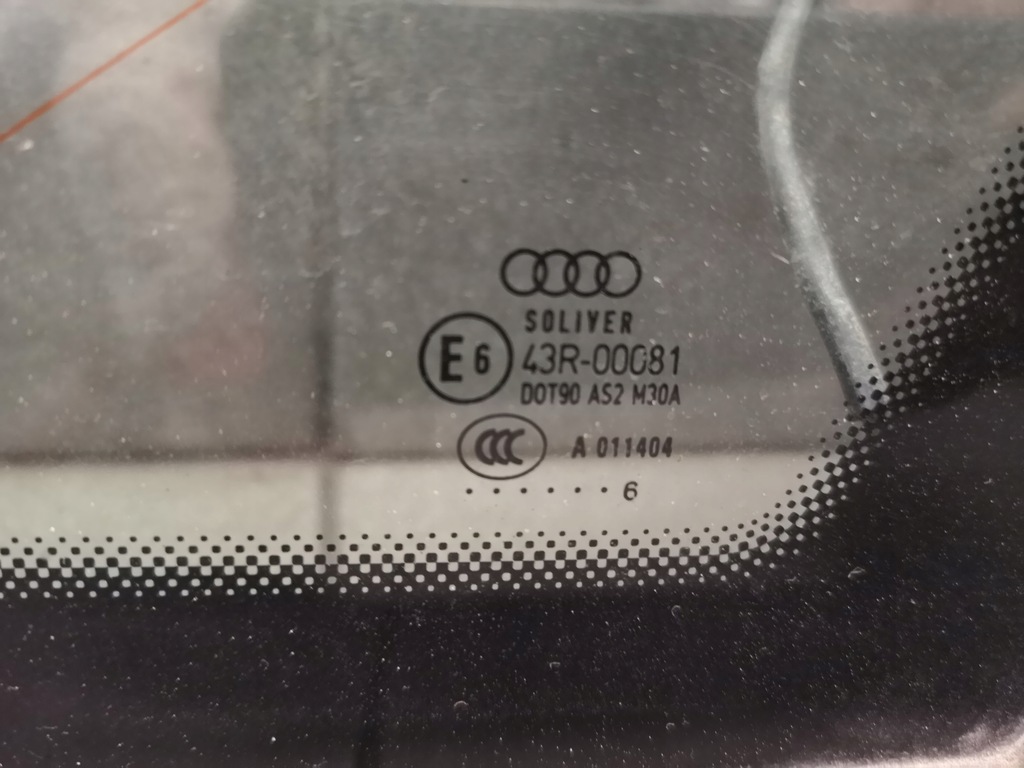 SOLIVER
E6 43R-00081
DOT90 AS2 M30A
CCC A 011404
. . . . . . 6